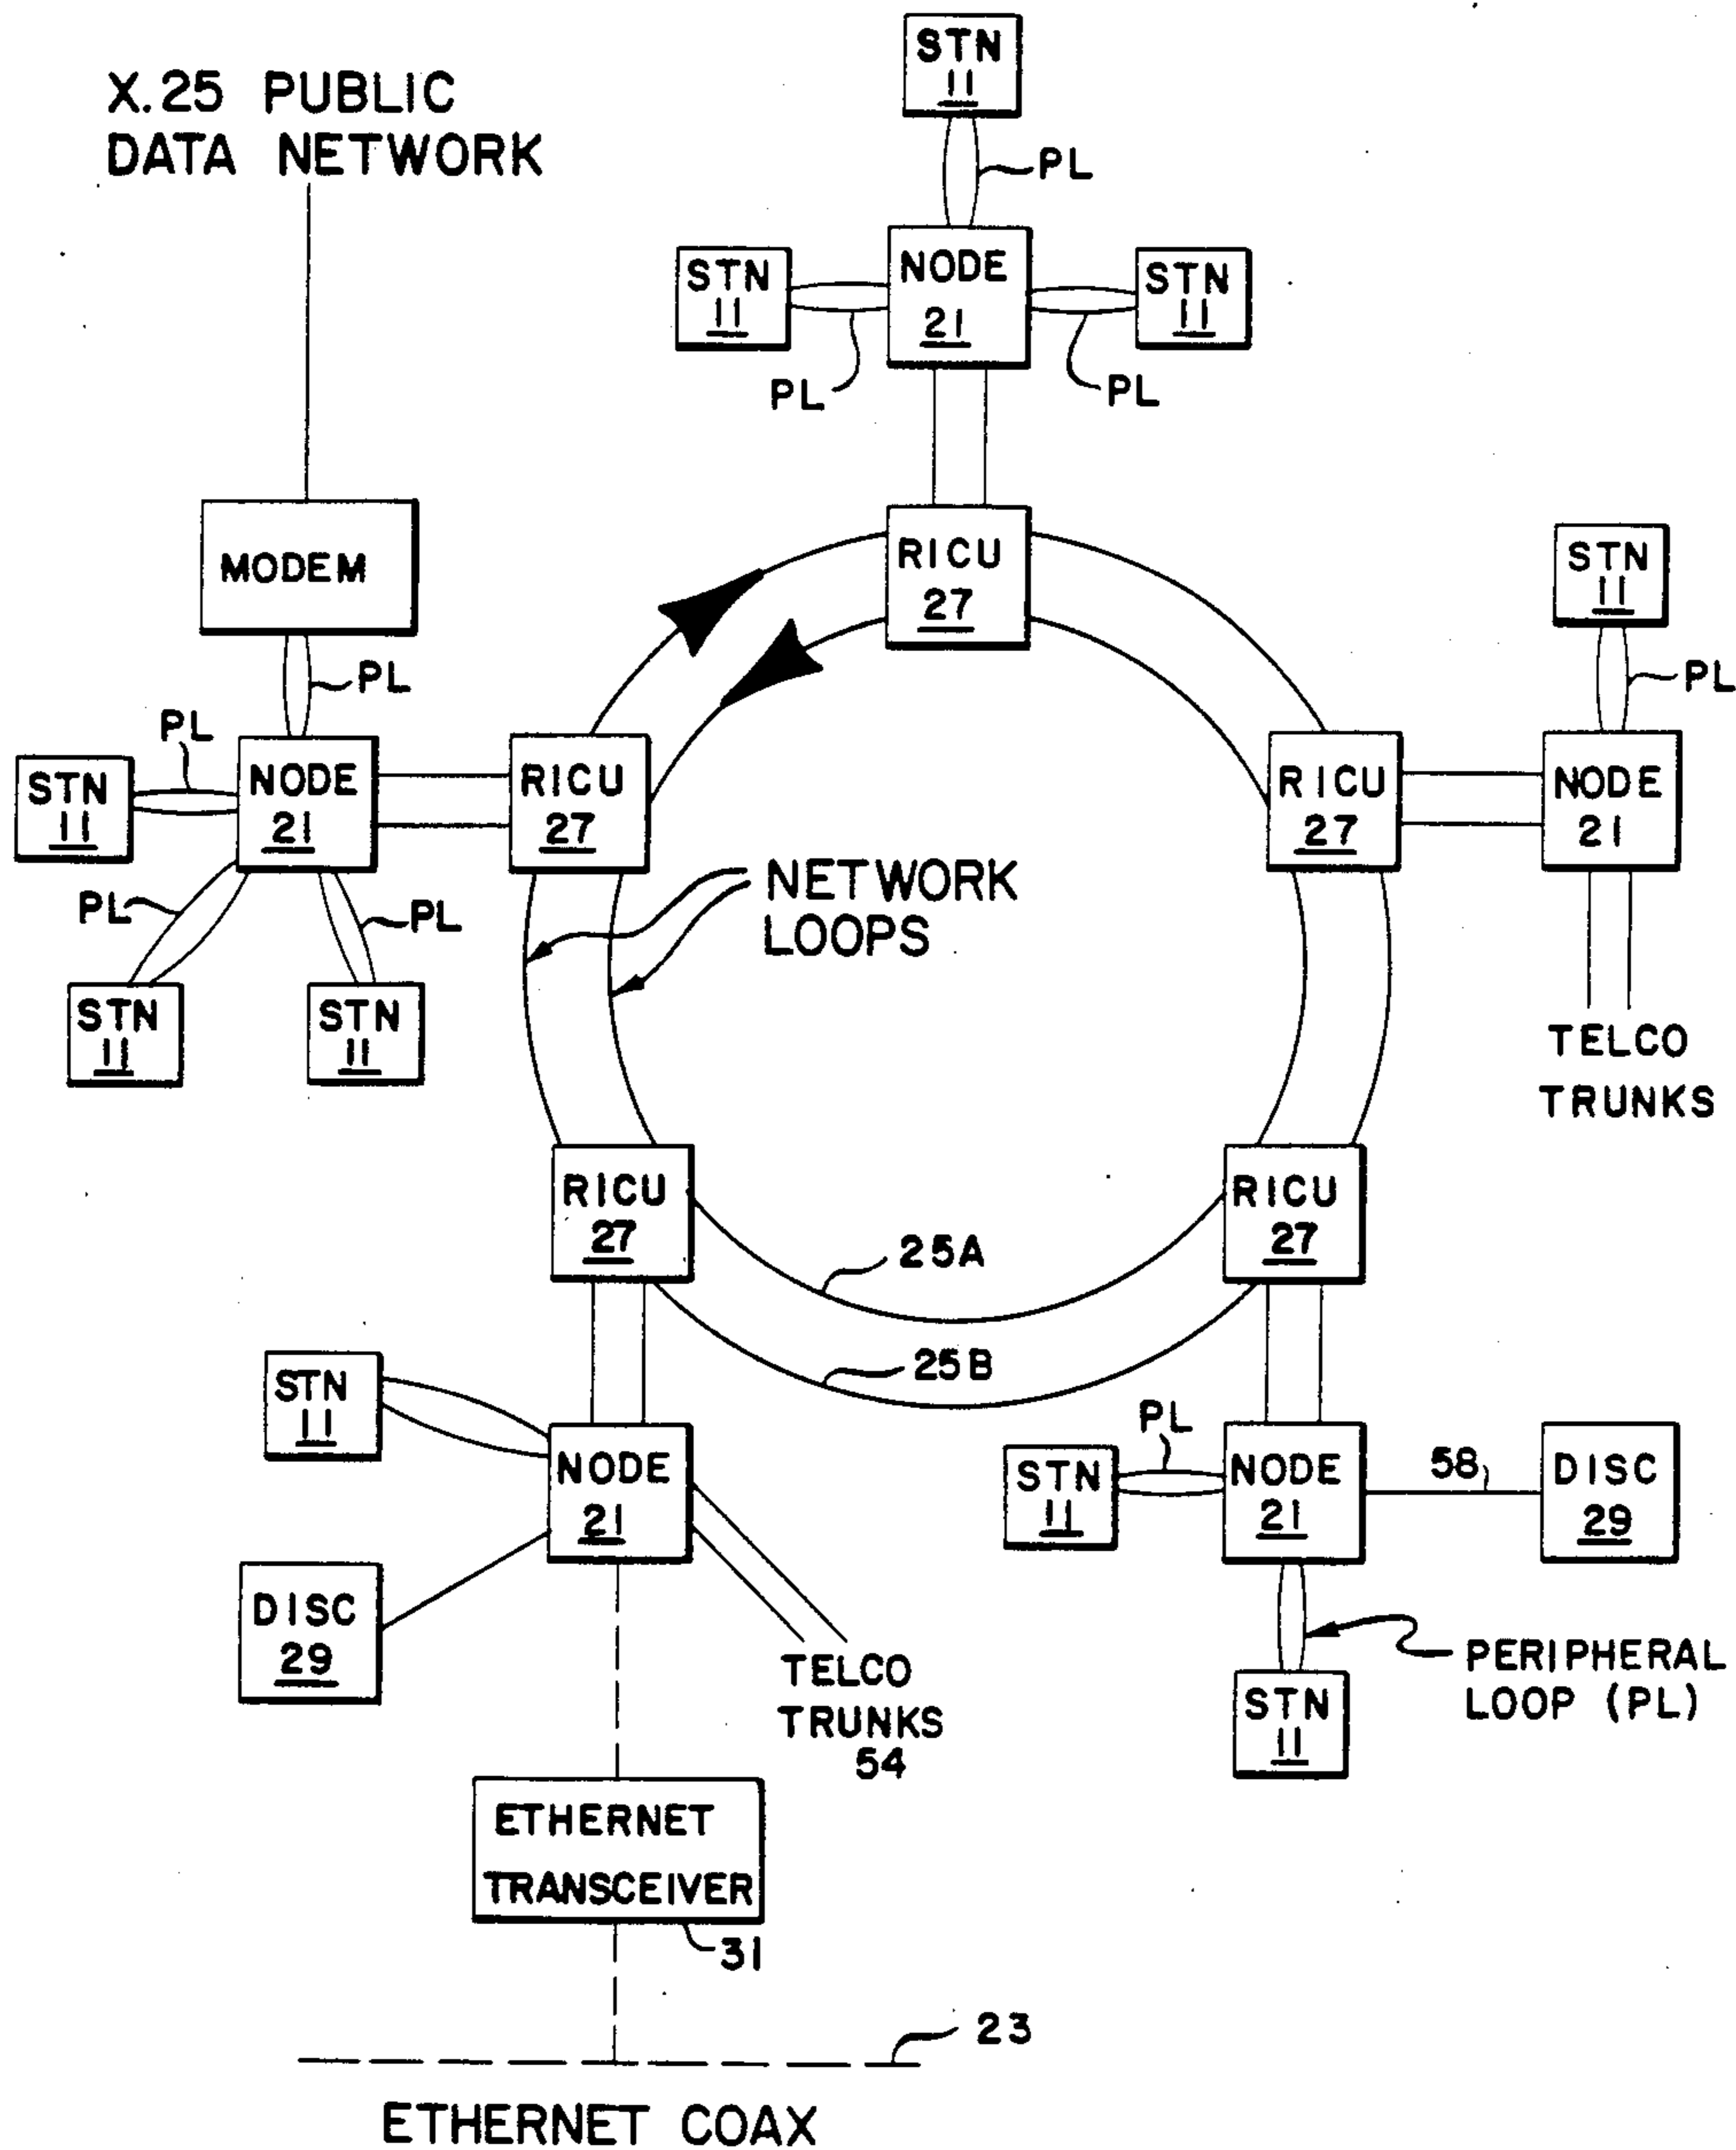 STN
11
X.25 PUBLIC
DATA NETWORK
PL
STN
11
NODE
21
STN
11
PL
PL
MODEM
RICU
27
STN
11
PL
PL
PL
STN
11
NODE
21
RICU
27
RICU
27
NODE
21
NETWORK
LOOPS
PL
PL
STN
11
STN
11
TELCO
TRUNKS
RICU
27
RICU
27
25A
25B
STN
11
NODE
21
PL
STN
11
NODE
21
58
DISC
29
DISC
29
TELCO
TRUNKS
54
PERIPHERAL
LOOP (PL)
STN
11
ETHERNET
TRANSCEIVER
31
23
ETHERNET COAX